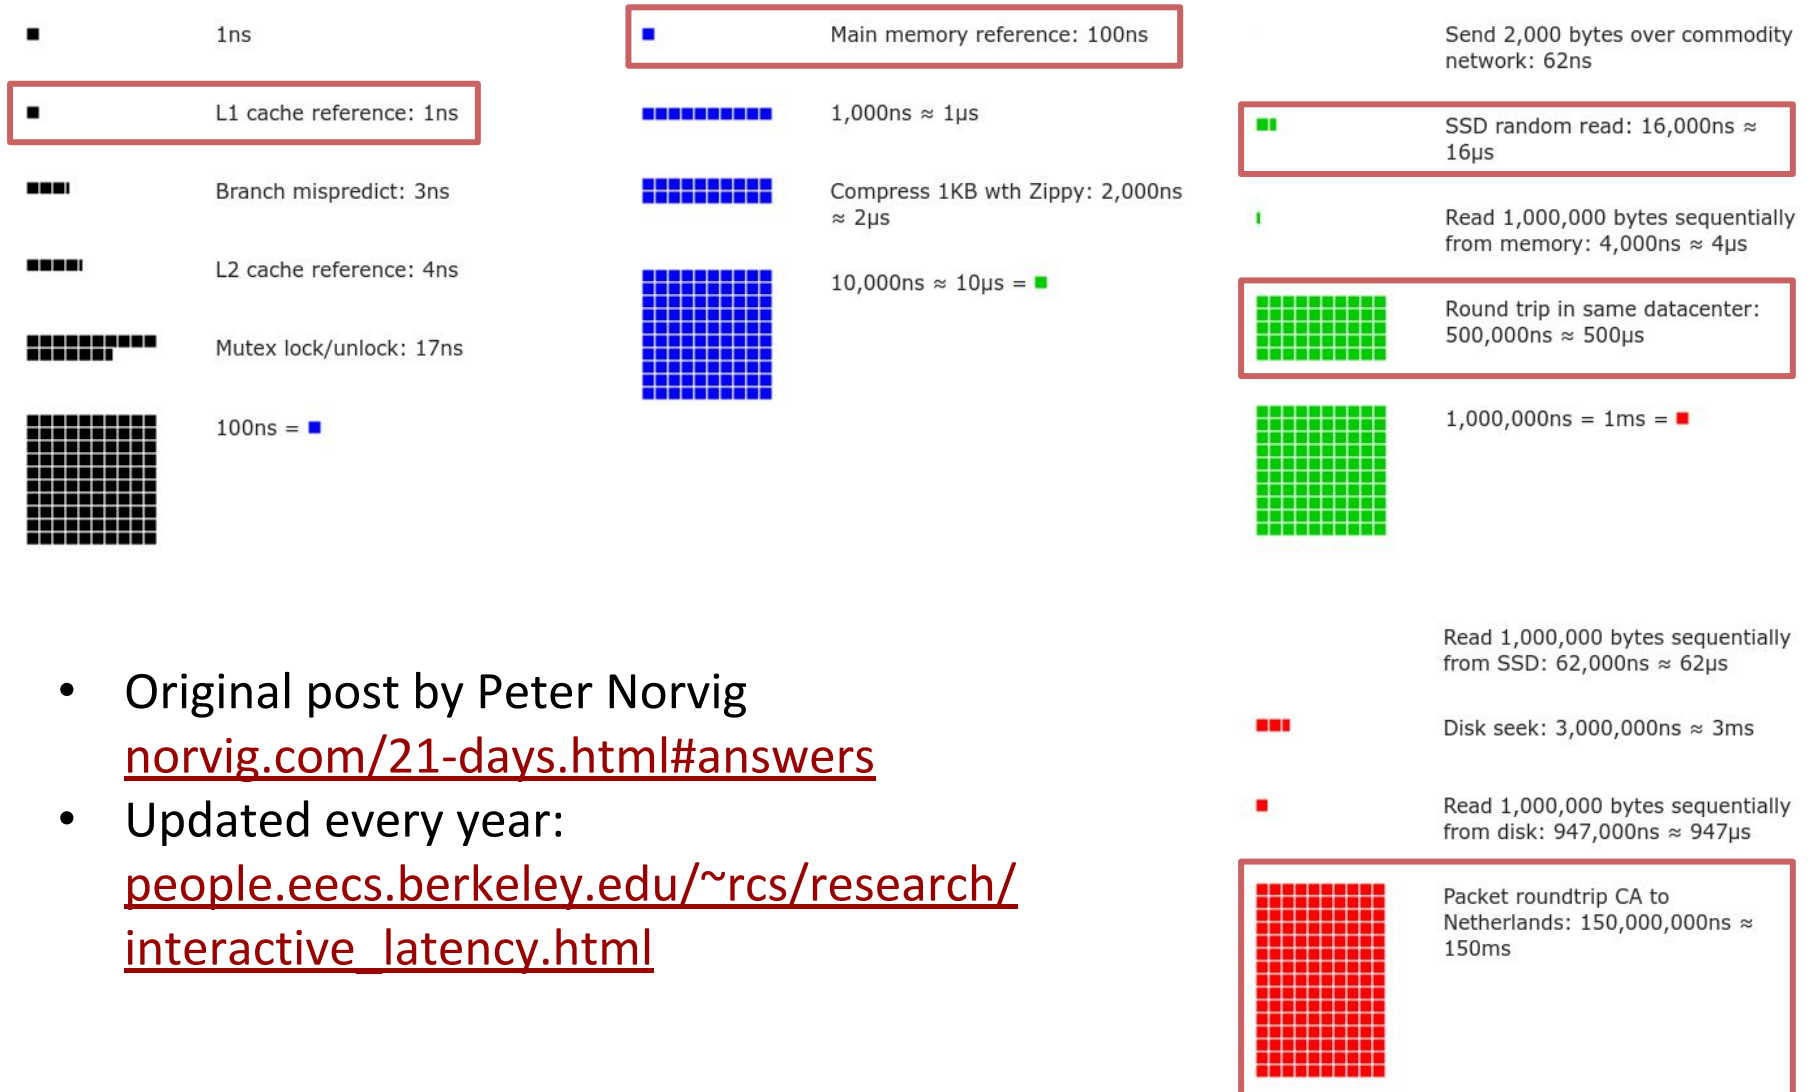 1ns
L1 cache reference: 1ns
Branch mispredict: 3ns
L2 cache reference: 4ns
Mutex lock/unlock: 17ns
100ns =
Main memory reference: 100ns
1,000ns ≈ 1μs
Compress 1KB wth Zippy: 2,000ns
≈ 2μs
10,000ns ≈ 10μs =
Send 2,000 bytes over commodity
network: 62ns
SSD random read: 16,000ns ≈
16μs
Read 1,000,000 bytes sequentially
from memory: 4,000ns ≈ 4μs
Round trip in same datacenter:
500,000ns ≈ 500μs
1,000,000ns = 1ms =
Read 1,000,000 bytes sequentially
from SSD: 62,000ns ≈ 62μs
Disk seek: 3,000,000ns ≈ 3ms
Read 1,000,000 bytes sequentially
from disk: 947,000ns ≈ 947μs
Packet roundtrip CA to
Netherlands: 150,000,000ns ≈
150ms
• Original post by Peter Norvig
norvig.com/21-days.html#answers
• Updated every year:
people.eecs.berkeley.edu/~rcs/research/
interactive_latency.html